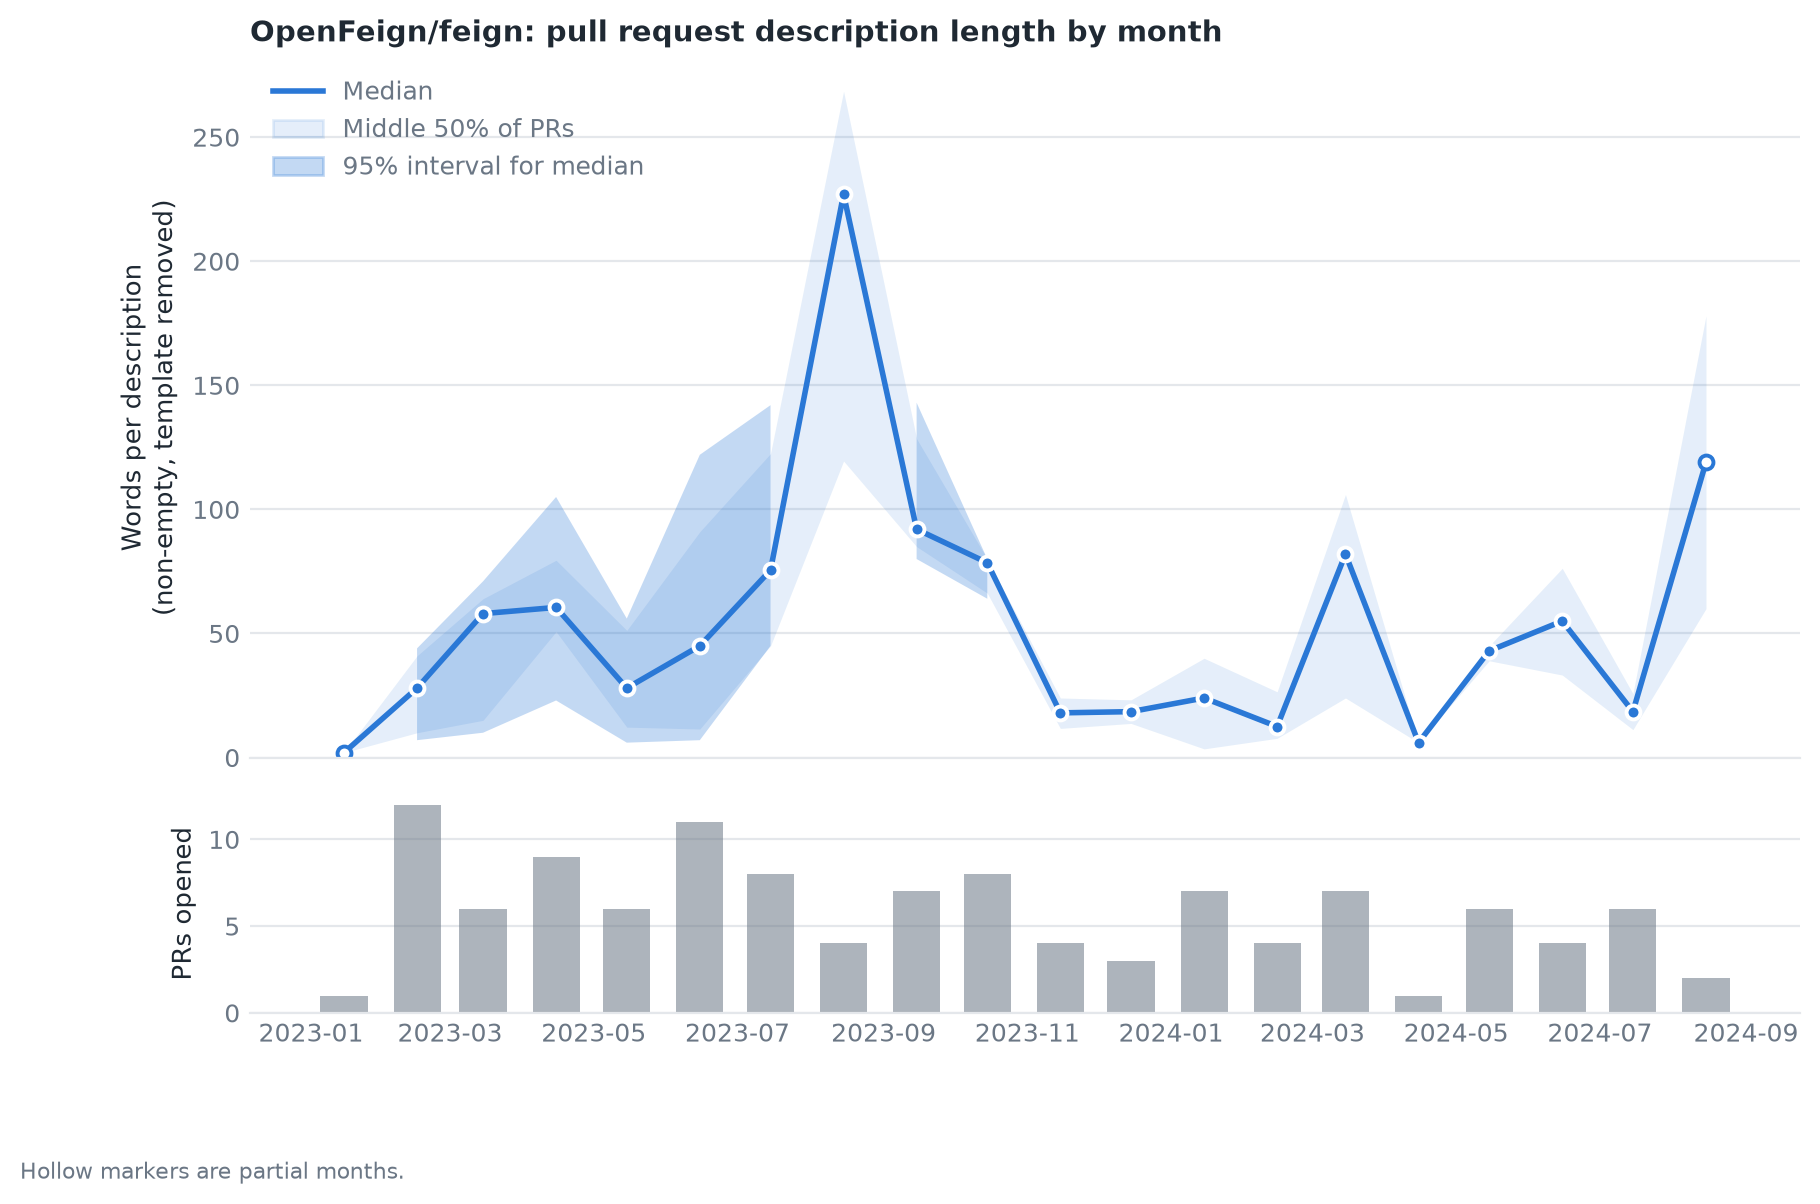 OpenFeign/feign: pull request description length by month
Median
Middle 50% of PRs
95% interval for median
Words per description
(non-empty, template removed)
250
200
150
100
50
0
PRs opened
10
5
0
2023-01 2023-03 2023-05 2023-07 2023-09 2023-11 2024-01 2024-03 2024-05 2024-07 2024-09
Hollow markers are partial months.